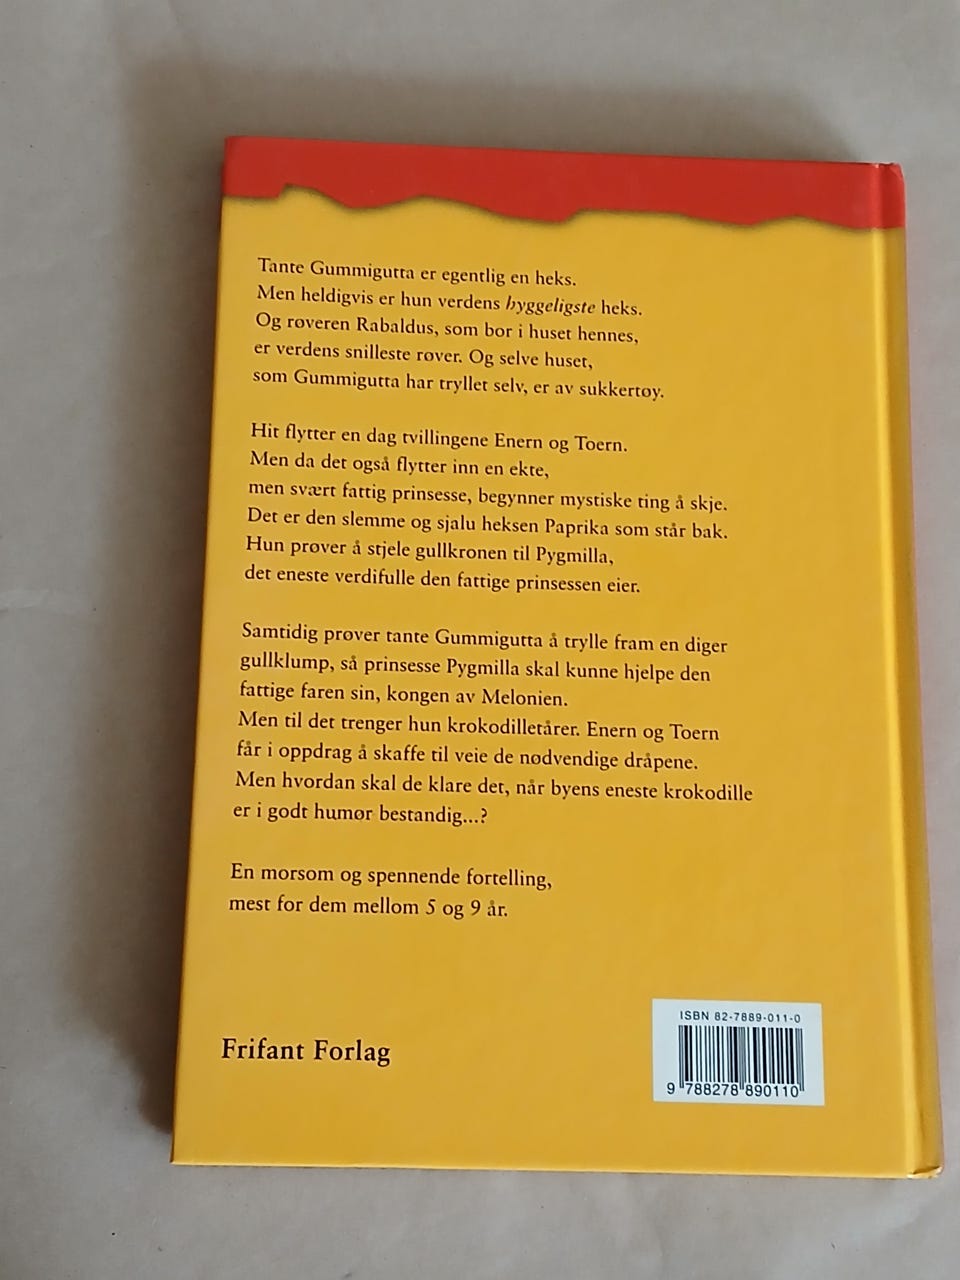 Tante Gummigutta er egentlig en heks.
Men heldigvis er hun verdens hyggeligste heks.
Og røveren Rabaldus, som bor i huset hennes,
er verdens snilleste røver. Og selve huset,
som Gummigutta har tryllet selv, er av sukkertøy.
Hit flytter en dag tvillingene Enern og Toern.
Men da det også flytter inn en ekte,
men svært fattig prinsesse, begynner mystiske ting å skje.
Det er den slemme og sjalu heksen Paprika som står bak.
Hun prøver å stjele gullkronen til Pygmilla,
det eneste verdifulle den fattige prinsessen eier.
Samtidig prøver tante Gummigutta å trylle fram en diger
gullklump, så prinsesse Pygmilla skal kunne hjelpe den
fattige faren sin, kongen av Melonien.
Men til det trenger hun krokodilletårer. Enern og Toern
får i oppdrag å skaffe til veie de nødvendige dråpene.
Men hvordan skal de klare det, når byens eneste krokodille
er i godt humør bestandig...?
En morsom og spennende fortelling,
mest for dem mellom 5 og 9 år.
Frifant Forlag
ISBN 82-7889-011-0
9 788278 890110